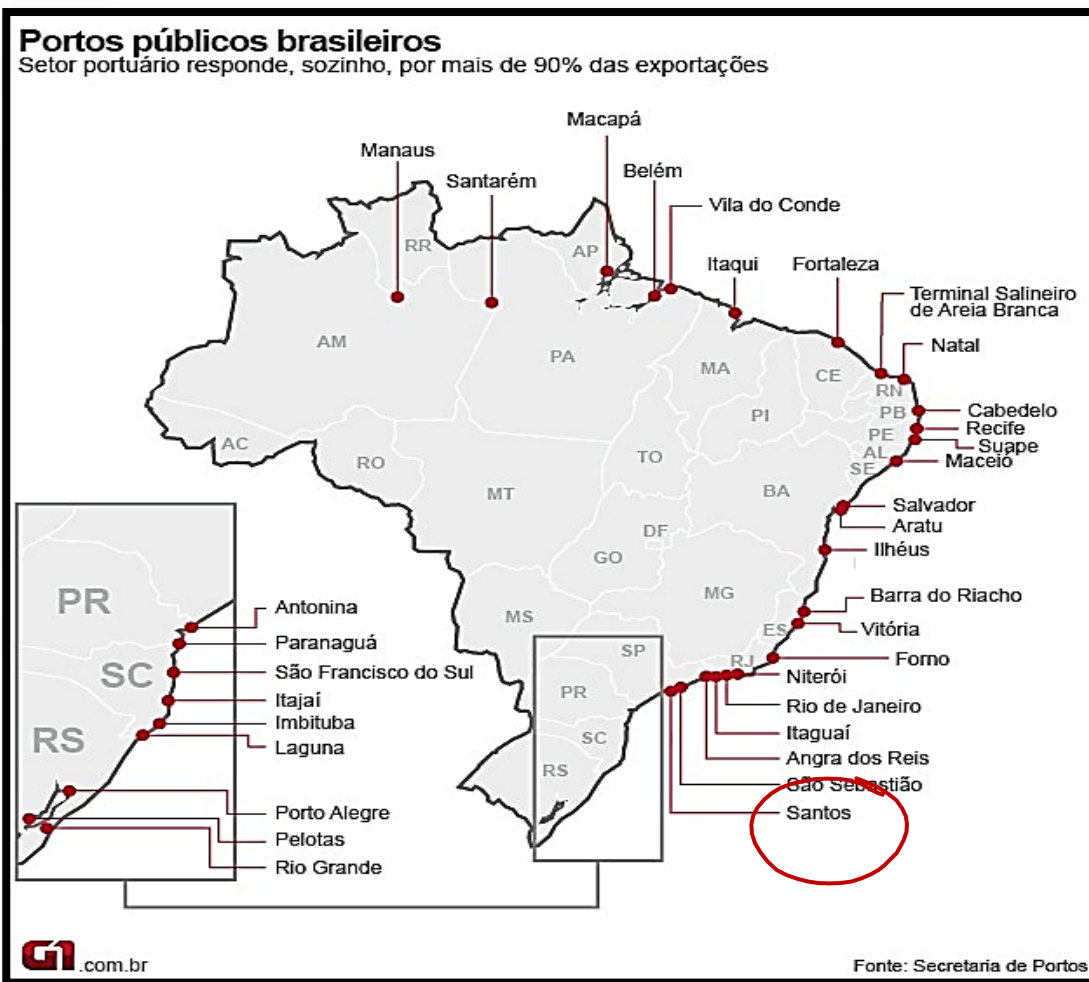 Portos públicos brasileiros
Setor portuário responde, sozinho, por mais de 90% das exportações
Macapá
Manaus
Santarém
Belém
Vila do Conde
Itaqui
Fortaleza
Terminal Salineiro
de Areia Branca
Natal
Cabedelo
Recife
Suape
Maceió
Salvador
Aratu
Ilhéus
Barra do Riacho
Vitória
Forno
Niterói
Rio de Janeiro
Itaguaí
Angra dos Reis
São Sebastião
Santos
RR
AP
AM
PA
MA
CE
RN
PB
PE
AL
SE
PI
AC
RO
TO
MT
BA
DF
GO
MG
MS
ES
SP
RJ
PR
SC
RS
PR
SC
RS
Antonina
Paranaguá
São Francisco do Sul
Itajaí
Imbituba
Laguna
Porto Alegre
Pelotas
Rio Grande
G1.com.br
Fonte: Secretaria de Portos